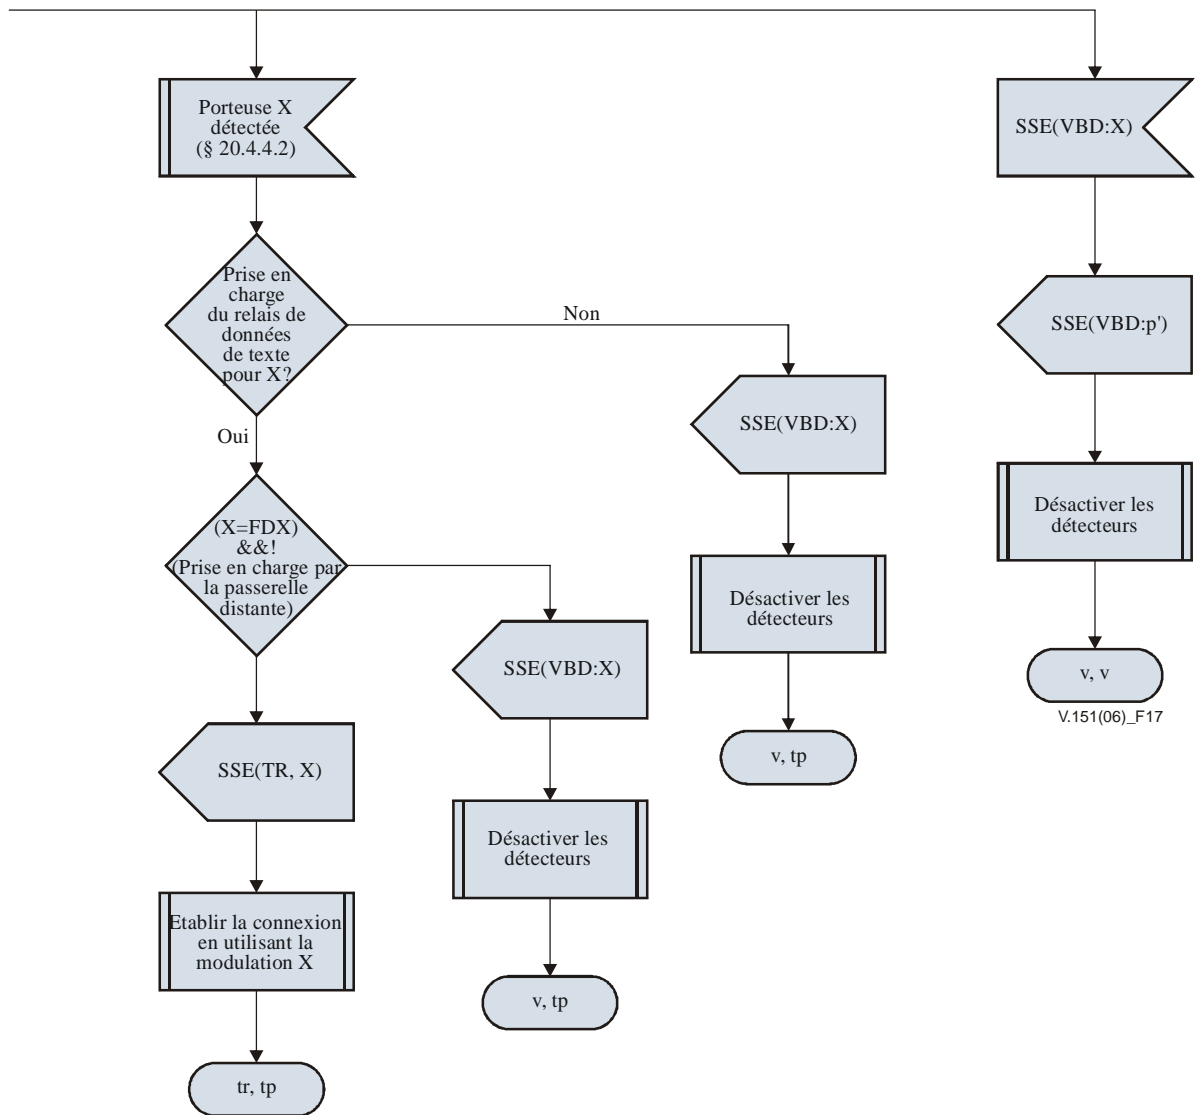 Porteuse X
détectée
(§ 20.4.4.2)
Prise en
charge
du relais de
données
de texte
pour X?
Non
Oui
SSE(VBD:X)
Désactiver les
détecteurs
v, tp
(X=FDX)
&&!
(Prise en charge par
la passerelle
distante)
SSE(VBD:X)
Désactiver les
détecteurs
v, tp
SSE(TR, X)
Etablir la connexion
en utilisant la
modulation X
tr, tp
SSE(VBD:X)
SSE(VBD:p')
Désactiver les
détecteurs
v, v
V.151(06)_F17